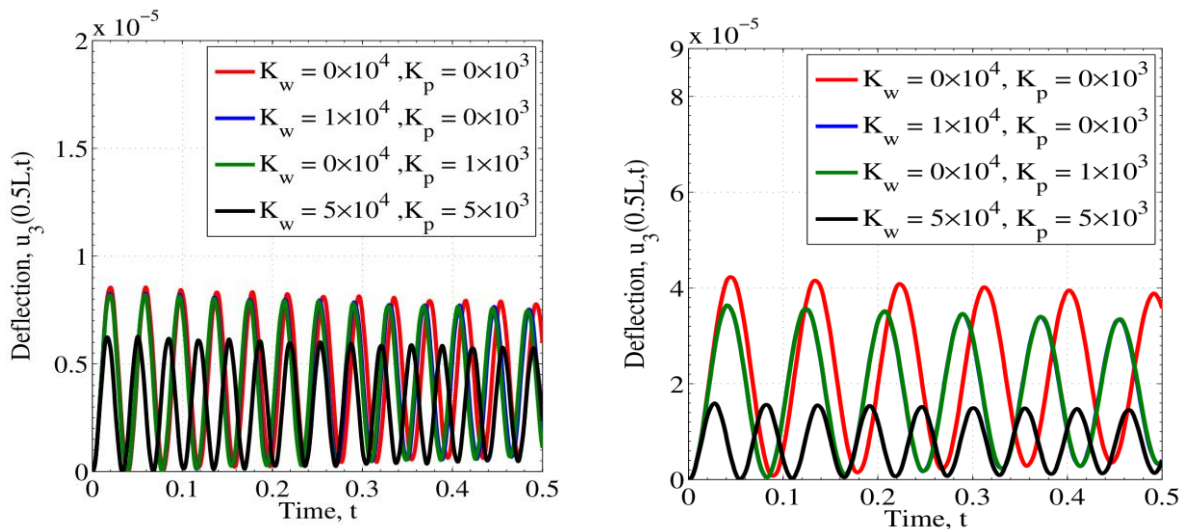 x 10^-5
2
1.5
1
0.5
0
Deflection, u_3(0.5L,t)
K_w = 0×10^4 ,K_p = 0×10^3
K_w = 1×10^4 ,K_p = 0×10^3
K_w = 0×10^4 ,K_p = 1×10^3
K_w = 5×10^4 ,K_p = 5×10^3
0 0.1 0.2 0.3 0.4 0.5
Time, t
x 10^-5
9
8
6
4
2
0
Deflection, u_3(0.5L,t)
K_w = 0×10^4, K_p = 0×10^3
K_w = 1×10^4, K_p = 0×10^3
K_w = 0×10^4, K_p = 1×10^3
K_w = 5×10^4, K_p = 5×10^3
0 0.1 0.2 0.3 0.4 0.5
Time, t